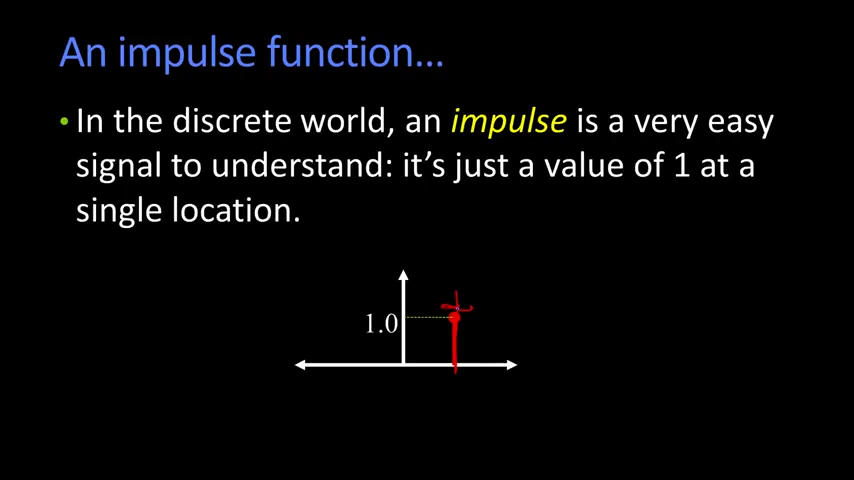 An impulse function...
• In the discrete world, an impulse is a very easy
signal to understand: it's just a value of 1 at a
single location.
1.0